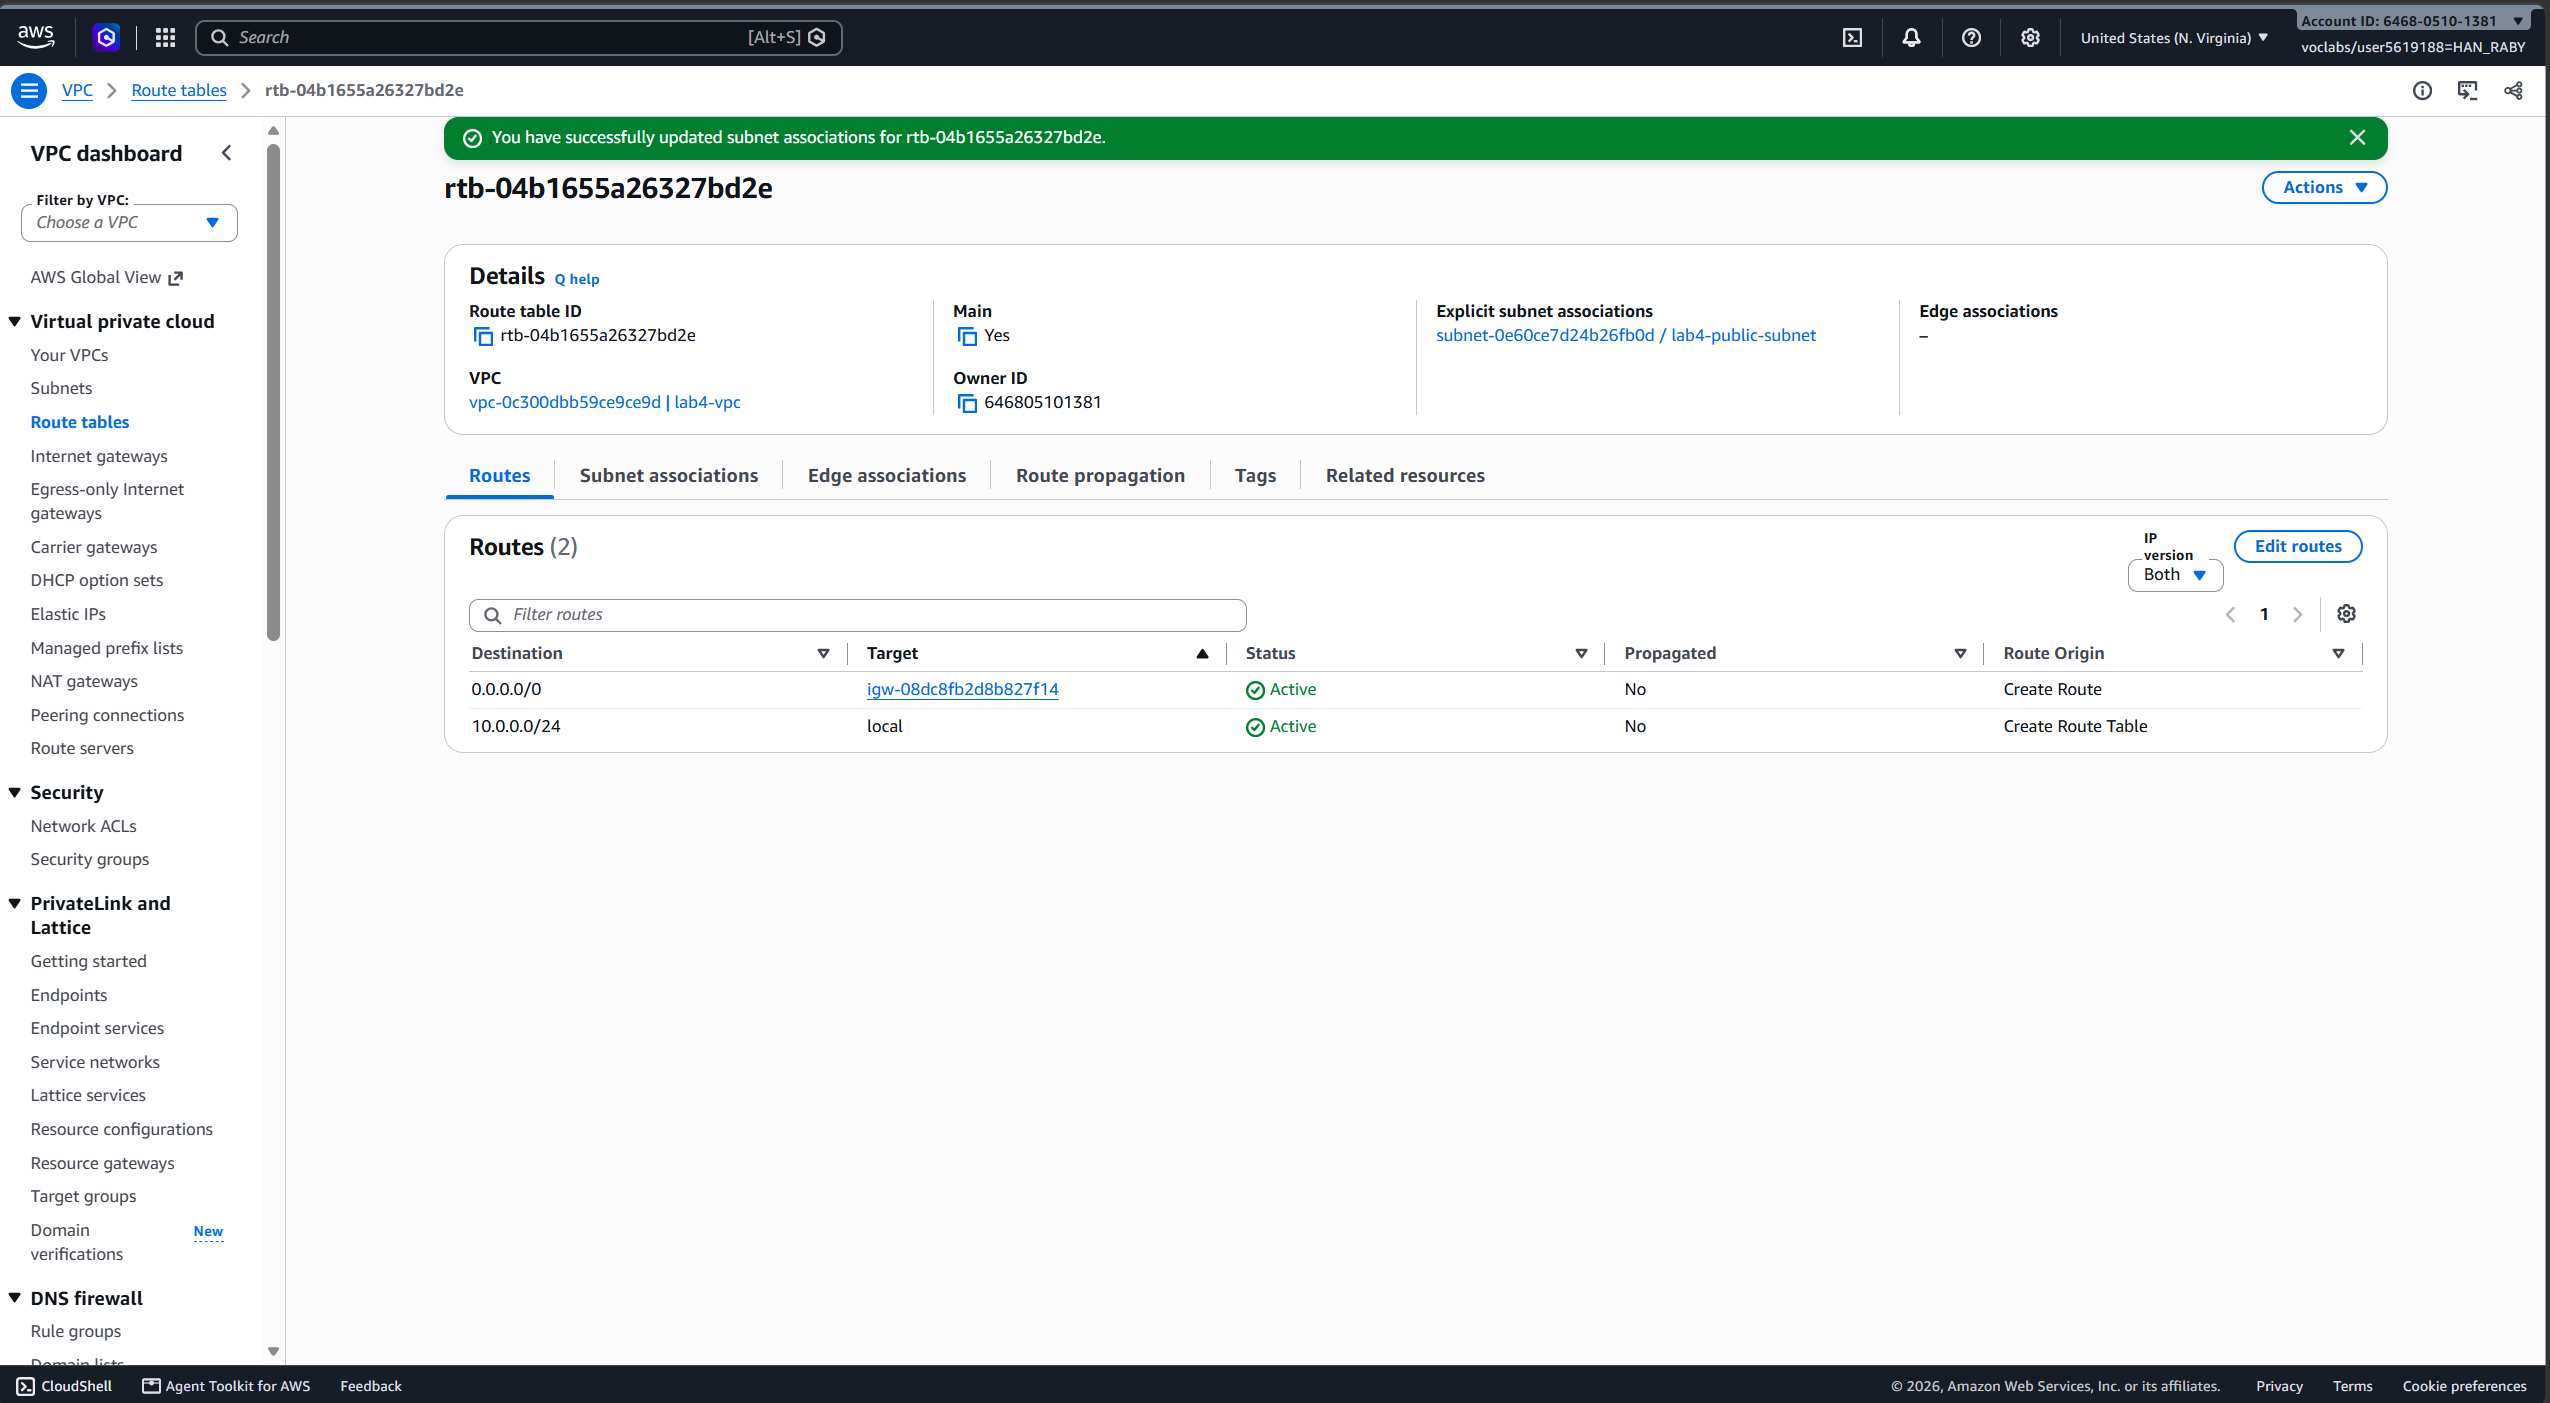 aws
Search [Alt+S]
United States (N. Virginia)
Account ID: 6468-0510-1381
voclabs/user5619188=HAN_RABY
VPC
Route tables
rtb-04b1655a26327bd2e
VPC dashboard
Filter by VPC:
Choose a VPC
AWS Global View
Virtual private cloud
Your VPCs
Subnets
Route tables
Internet gateways
Egress-only Internet
gateways
Carrier gateways
DHCP option sets
Elastic IPs
Managed prefix lists
NAT gateways
Peering connections
Route servers
Security
Network ACLs
Security groups
PrivateLink and
Lattice
Getting started
Endpoints
Endpoint services
Service networks
Lattice services
Resource configurations
Resource gateways
Target groups
Domain
verifications
New
DNS firewall
Rule groups
Domain lists
You have successfully updated subnet associations for rtb-04b1655a26327bd2e.
rtb-04b1655a26327bd2e
Actions
Details Q help
Route table ID
rtb-04b1655a26327bd2e
Main
Yes
Explicit subnet associations
subnet-0e60ce7d24b26fb0d / lab4-public-subnet
Edge associations
–
VPC
vpc-0c300dbb59ce9ce9d | lab4-vpc
Owner ID
646805101381
Routes
Subnet associations
Edge associations
Route propagation
Tags
Related resources
Routes (2)
IP
version
Both
Edit routes
Filter routes
1
Destination Target Status Propagated Route Origin
0.0.0.0/0 igw-08dc8fb2d8b827f14 Active No Create Route
10.0.0.0/24 local Active No Create Route Table
CloudShell Agent Toolkit for AWS Feedback
© 2026, Amazon Web Services, Inc. or its affiliates. Privacy Terms Cookie preferences